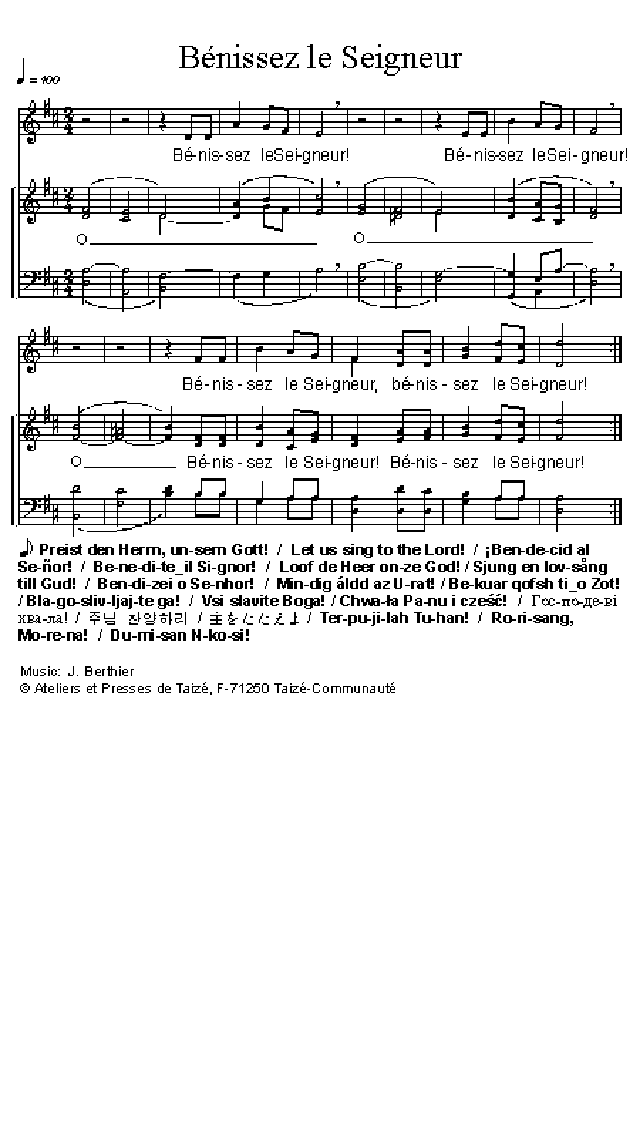 Bénissez le Seigneur
♩ = 100
Bé-nis-sez leSei-gneur! Bé-nis-sez leSei-gneur!
O O
Bé-nis-sez le Sei-gneur, bé-nis-sez le Sei-gneur!
O Bé-nis-sez le Sei-gneur! Bé-nis-sez le Sei-gneur!
♪ Preist den Herrn, un-sern Gott! / Let us sing to the Lord! / ¡Ben-de-cid al
Se-ñor! / Be-ne-di-te_il Si-gnor! / Loof de Heer on-ze God! / Sjung en lov-sång
till Gud! / Ben-di-zei o Se-nhor! / Min-dig áldd az U-rat! / Be-kuar qofsh ti_o Zot!
/ Bla-go-sliv-ljaj-te ga! / Vsi slavite Boga! / Chwa-ła Pa-nu i cześć! / Гос-по-де-ві
хва-ла! / 주님 찬양하리 / 主をたたえよ / Ter-pu-ji-lah Tu-han! / Ro-ri-sang,
Mo-re-na! / Du-mi-san N-ko-si!
Music: J. Berthier
© Ateliers et Presses de Taizé, F-71250 Taizé-Communauté